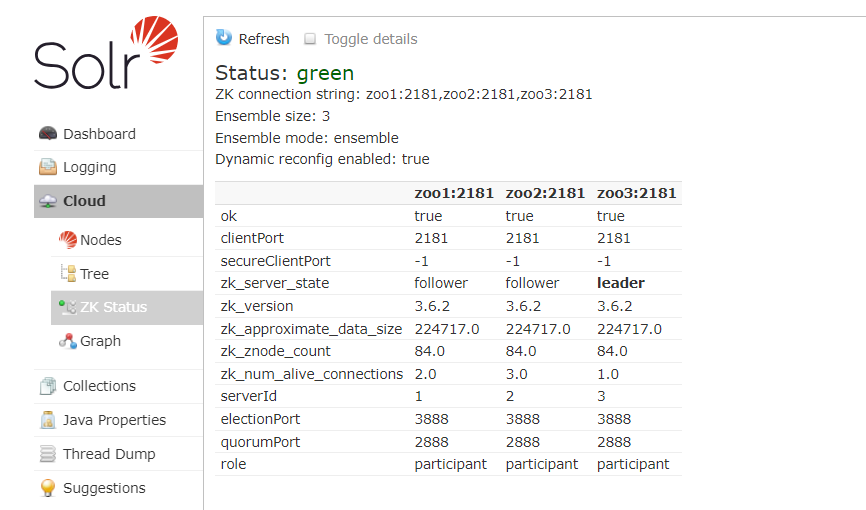 Solr
Dashboard
Logging
Cloud
Nodes
Tree
ZK Status
Graph
Collections
Java Properties
Thread Dump
Suggestions
Refresh Toggle details
Status: green
ZK connection string: zoo1:2181,zoo2:2181,zoo3:2181
Ensemble size: 3
Ensemble mode: ensemble
Dynamic reconfig enabled: true
zoo1:2181 zoo2:2181 zoo3:2181
ok true true true
clientPort 2181 2181 2181
secureClientPort -1 -1 -1
zk_server_state follower follower leader
zk_version 3.6.2 3.6.2 3.6.2
zk_approximate_data_size 224717.0 224717.0 224717.0
zk_znode_count 84.0 84.0 84.0
zk_num_alive_connections 2.0 3.0 1.0
serverId 1 2 3
electionPort 3888 3888 3888
quorumPort 2888 2888 2888
role participant participant participant